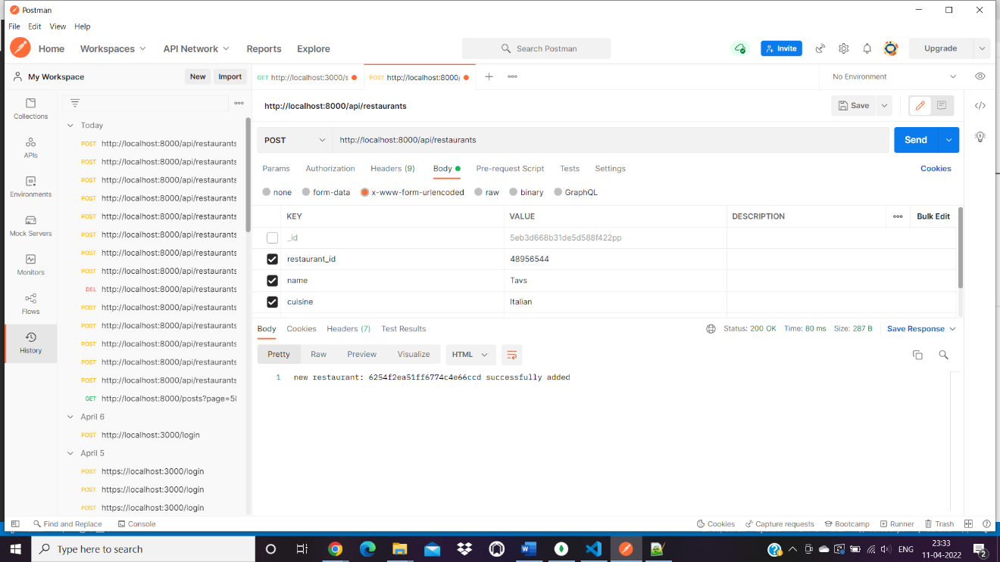 Postman
File Edit View Help
Home Workspaces API Network Reports Explore Search Postman Invite Upgrade
My Workspace New Import
GET http://localhost:3000/s POST http://localhost:8000/ No Environment
http://localhost:8000/api/restaurants Save
POST http://localhost:8000/api/restaurants Send
Params Authorization Headers (9) Body Pre-request Script Tests Settings Cookies
none form-data x-www-form-urlencoded raw binary GraphQL
KEY VALUE DESCRIPTION Bulk Edit
_id 5eb3d668b31de5d588f422pp
restaurant_id 48956544
name Tavs
cuisine Italian
Body Cookies Headers (7) Test Results Status: 200 OK Time: 80 ms Size: 287 B Save Response
Pretty Raw Preview Visualize HTML
1 new restaurant: 6254f2ea51ff6774c4e66ccd successfully added
Collections
APIs
Environments
Mock Servers
Monitors
Flows
History
Today
POST http://localhost:8000/api/restaurants
POST http://localhost:8000/api/restaurants
POST http://localhost:8000/api/restaurants
POST http://localhost:8000/api/restaurants
POST http://localhost:8000/api/restaurants
POST http://localhost:8000/api/restaurants
POST http://localhost:8000/api/restaurants
POST http://localhost:8000/api/restaurants
DEL http://localhost:8000/api/restaurants
POST http://localhost:8000/api/restaurants
POST http://localhost:8000/api/restaurants
POST http://localhost:8000/api/restaurants
POST http://localhost:8000/api/restaurants
POST http://localhost:8000/api/restaurants
GET http://localhost:8000/posts?page=5&
April 6
POST http://localhost:3000/login
April 5
POST https://localhost:3000/login
POST https://localhost:3000/login
POST https://localhost:3000/login
Find and Replace Console Cookies Capture requests Bootcamp Runner Trash
Type here to search ENG 23:33
11-04-2022 2